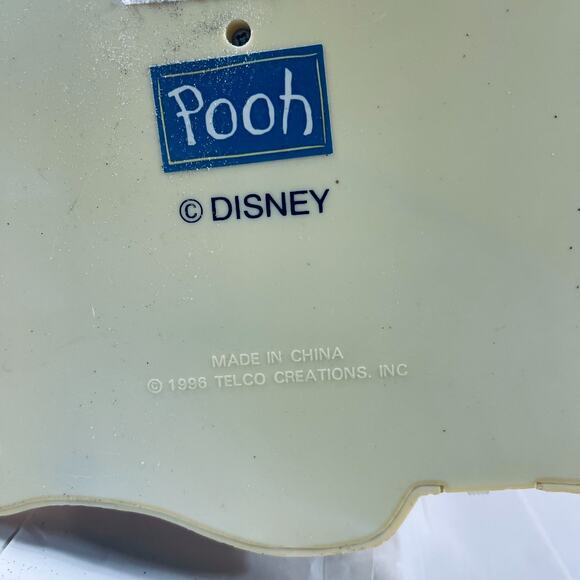 Pooh
© DISNEY
MADE IN CHINA
© 1996 TELCO CREATIONS. INC